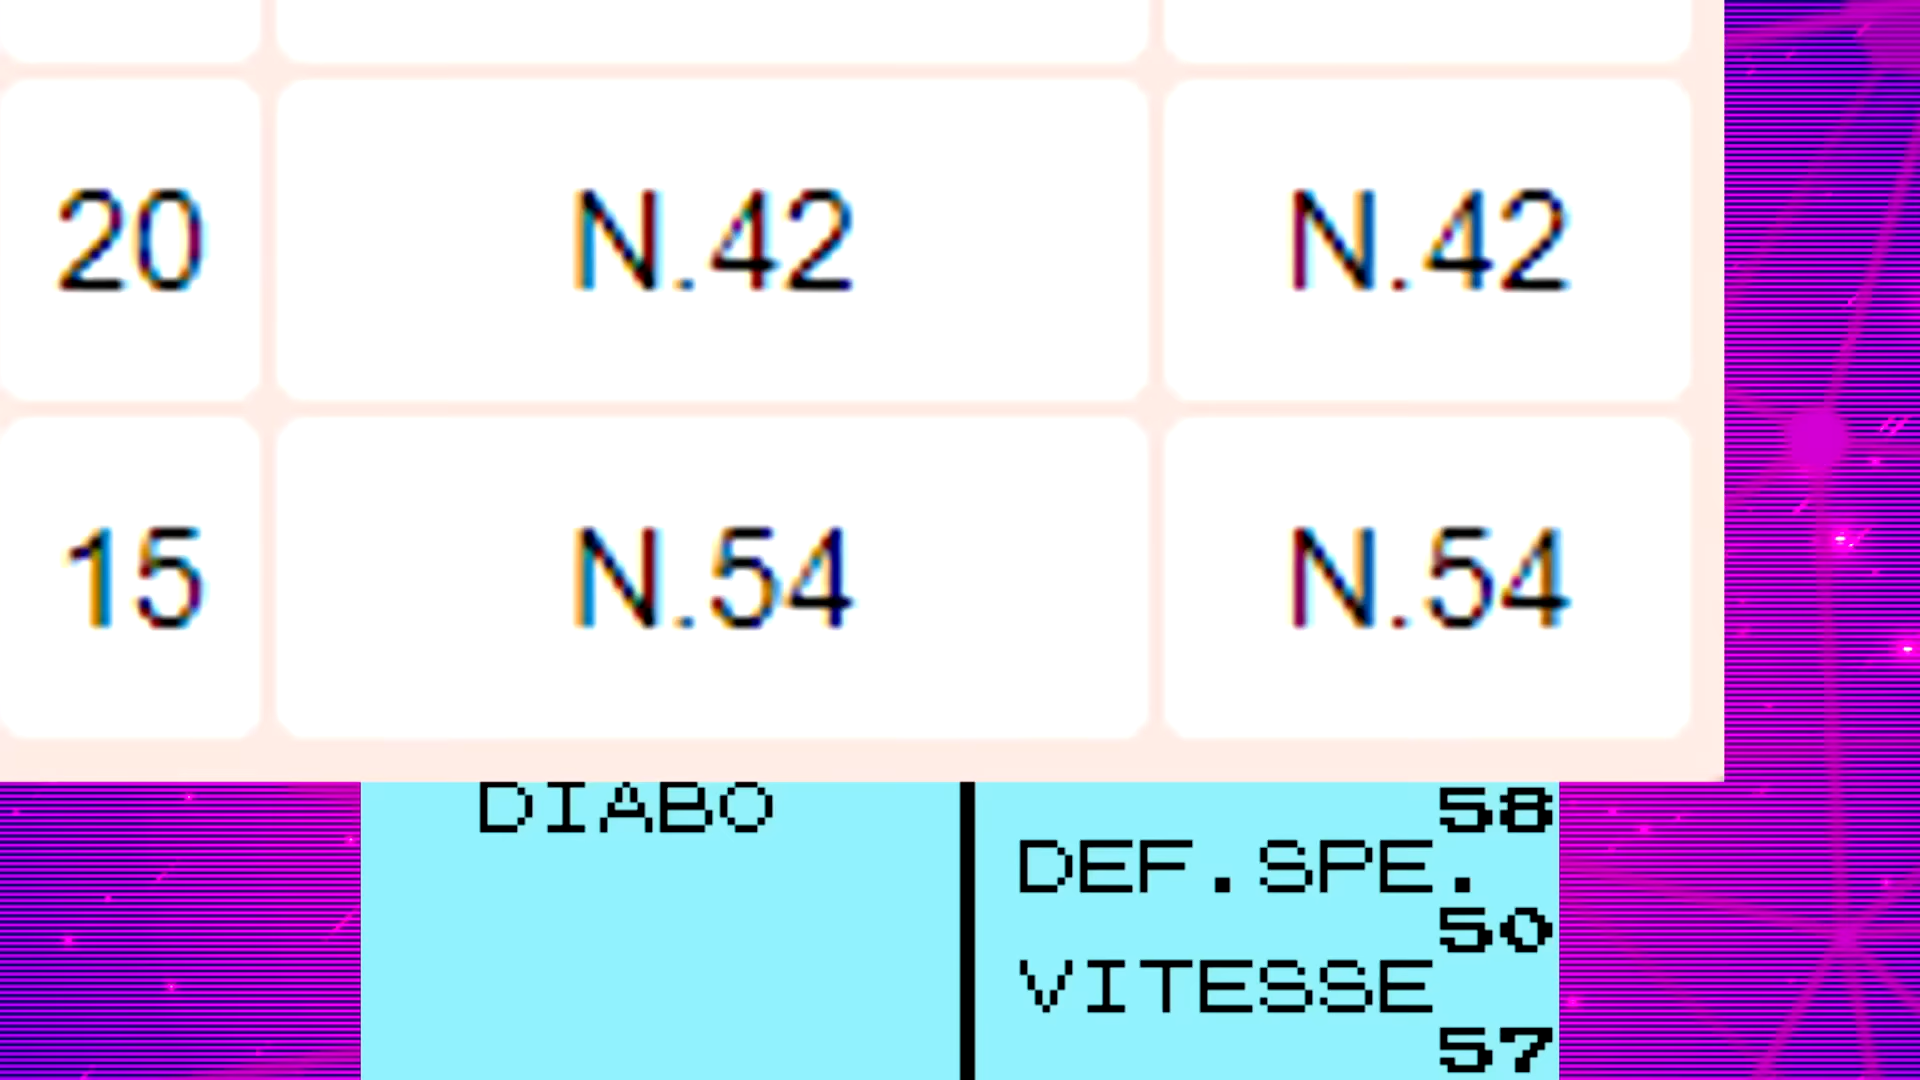 20 N.42 N.42
15 N.54 N.54
DIABO
58
DEF.SPE.
50
VITESSE
57